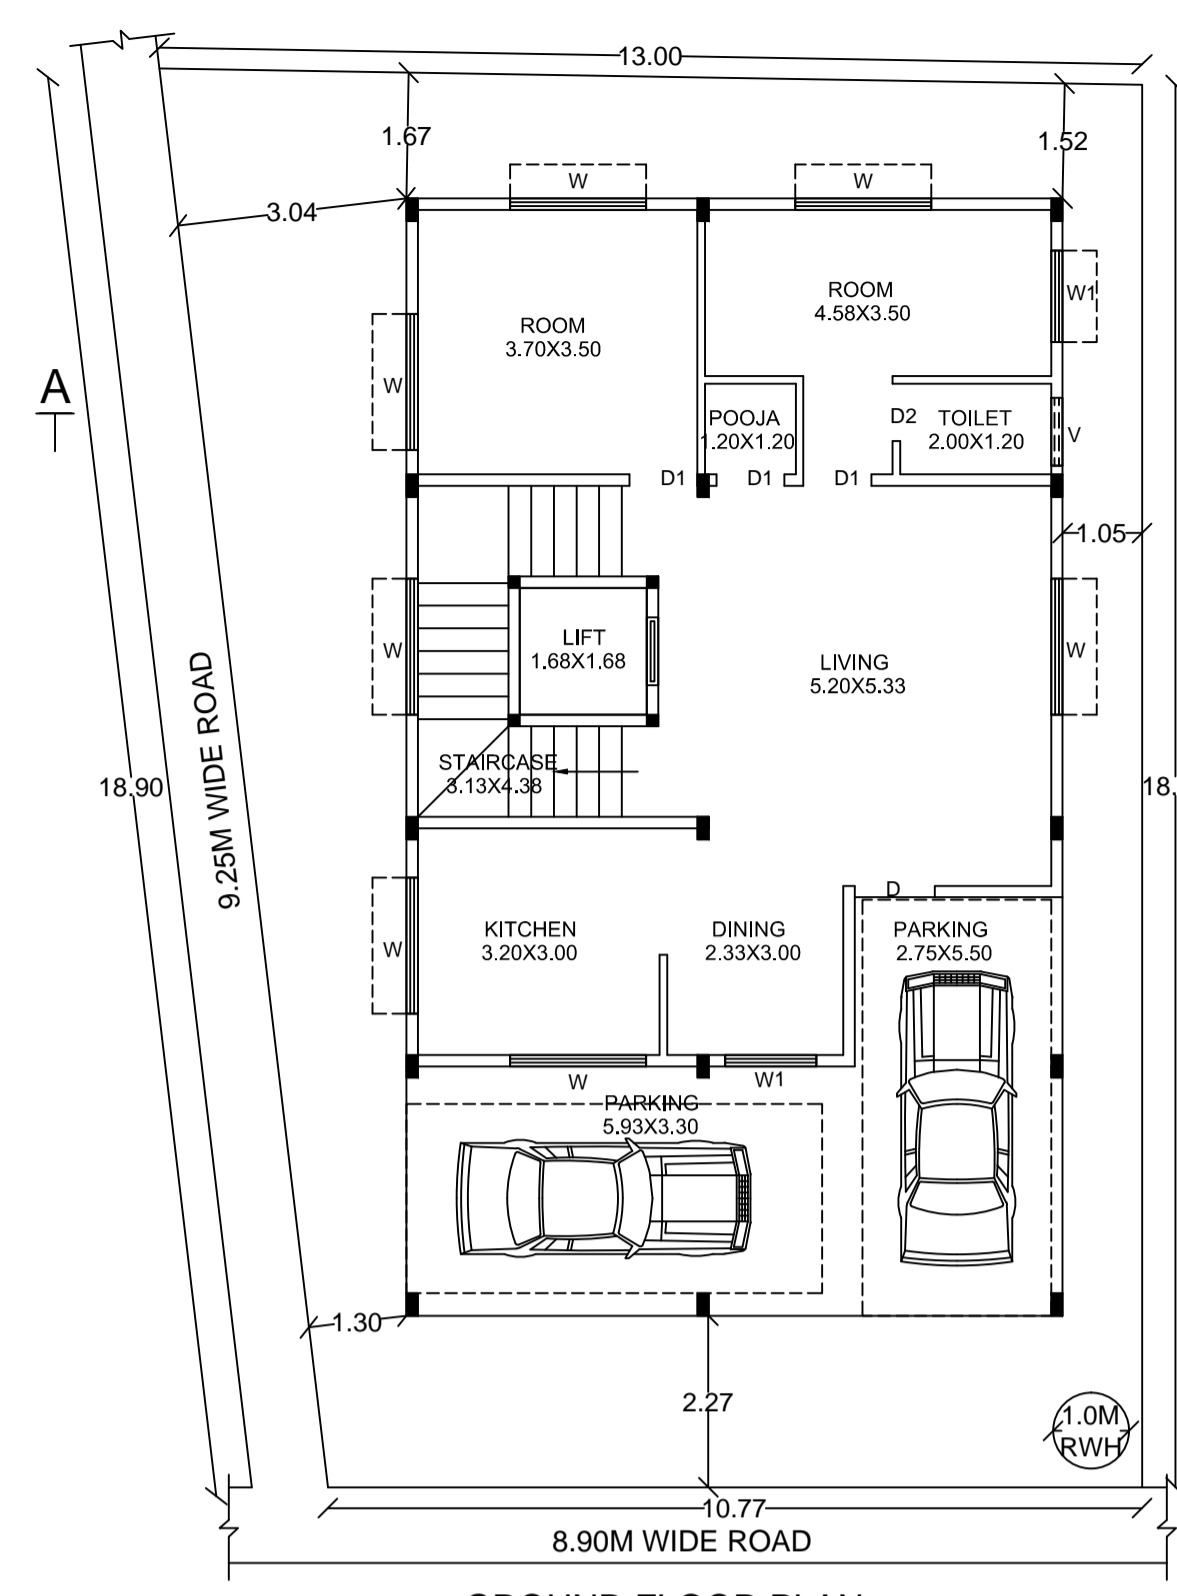 13.00
1.67
1.52
3.04
W
W
W1
ROOM
3.70X3.50
ROOM
4.58X3.50
A
W
POOJA
1.20X1.20
D2
TOILET
2.00X1.20
V
D1
D1
D1
1.05
LIFT
1.68X1.68
W
LIVING
5.20X5.33
W
9.25M WIDE ROAD
18.90
18.
STAIRCASE
3.13X4.38
D
KITCHEN
3.20X3.00
DINING
2.33X3.00
PARKING
2.75X5.50
W
W
W1
PARKING
5.93X3.30
1.30
2.27
1.0M
RWH
10.77
8.90M WIDE ROAD
GROUND FLOOR PLAN